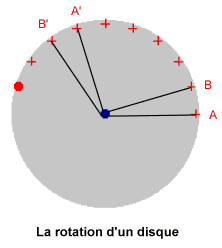 B' A'
B
A
La rotation d'un disque